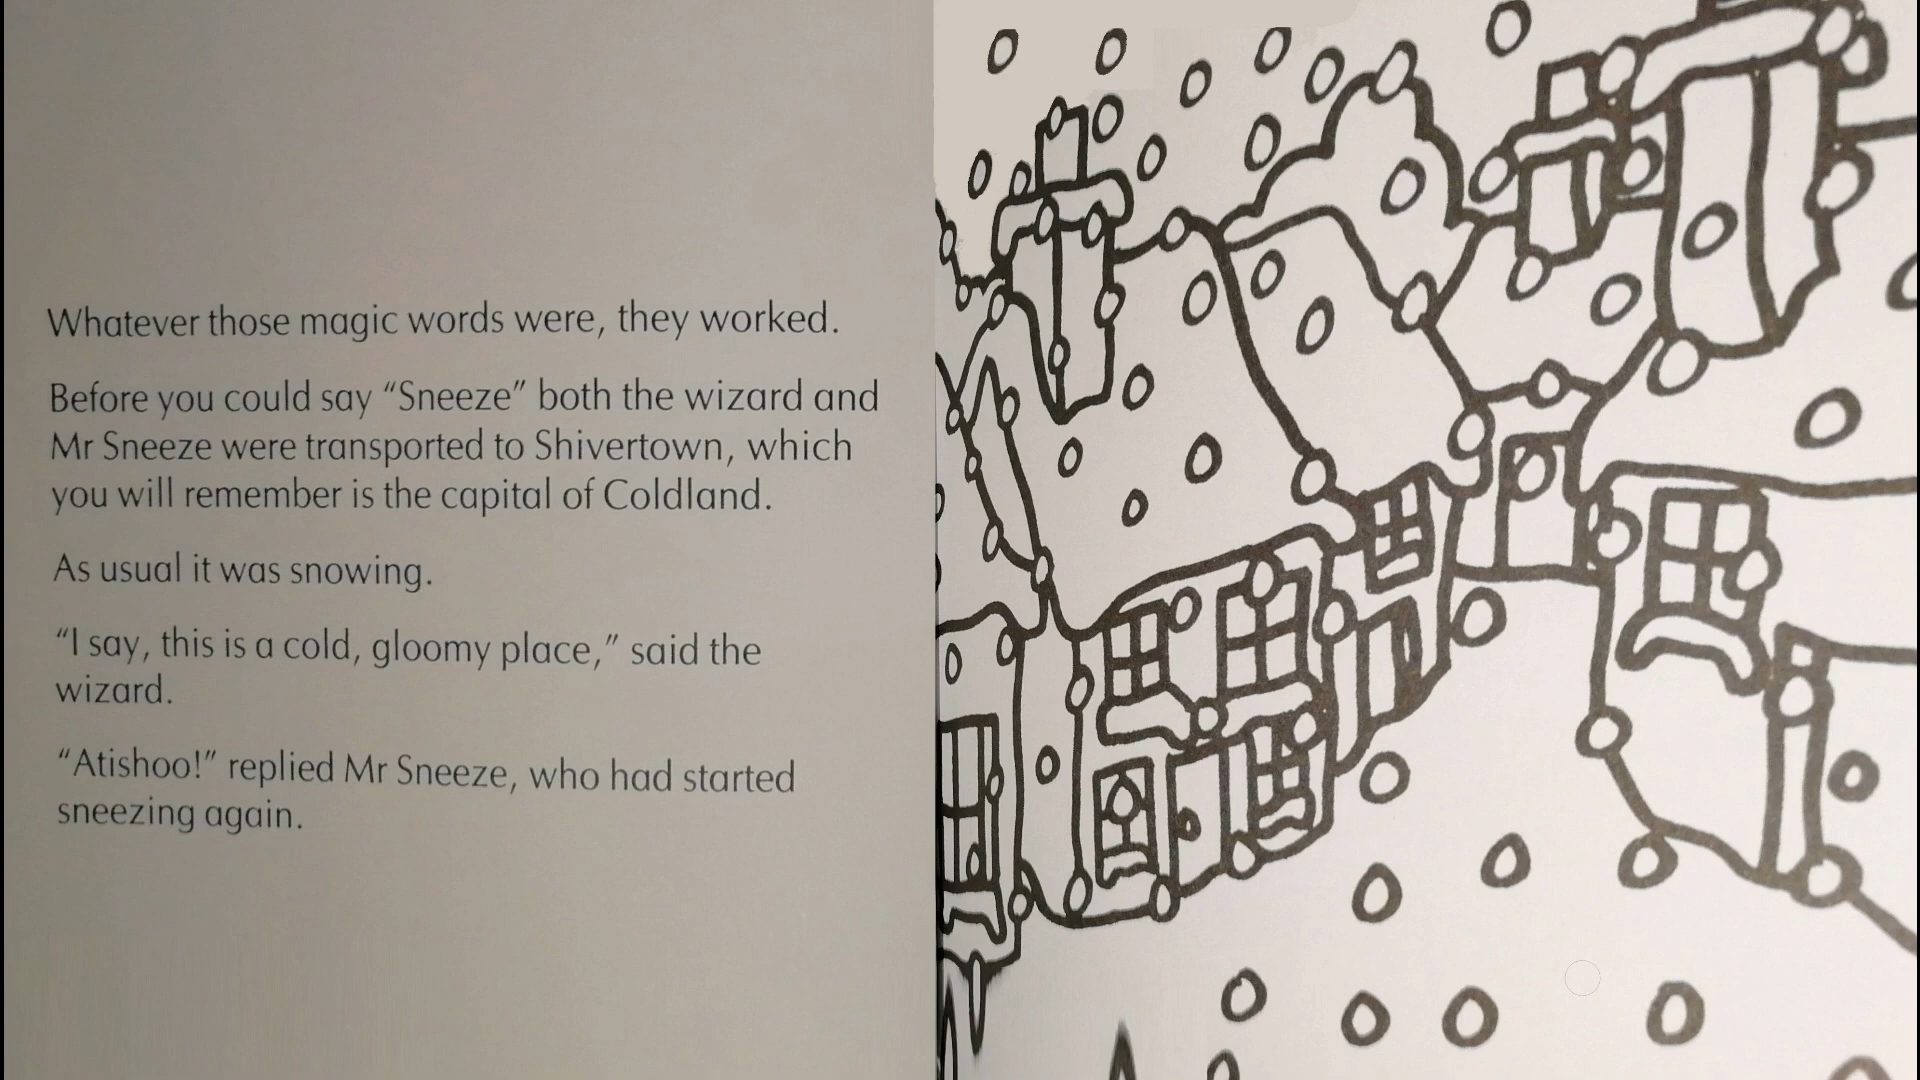 Whatever those magic words were, they worked.
Before you could say “Sneeze” both the wizard and
Mr Sneeze were transported to Shivertown, which
you will remember is the capital of Coldland.
As usual it was snowing.
“I say, this is a cold, gloomy place,” said the
wizard.
“Atishoo!” replied Mr Sneeze, who had started
sneezing again.